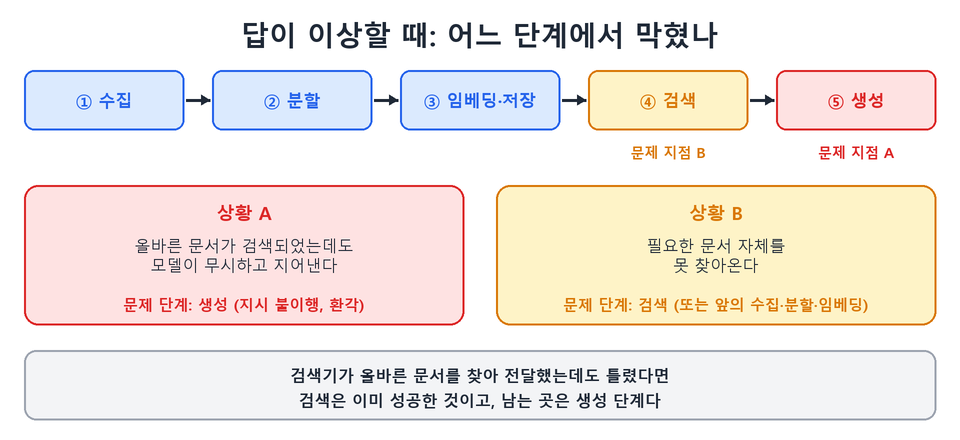 답이 이상할 때: 어느 단계에서 막혔나
① 수집
② 분할
③ 임베딩·저장
④ 검색
⑤ 생성
문제 지점 B
문제 지점 A
상황 A
올바른 문서가 검색되었는데도
모델이 무시하고 지어낸다
문제 단계: 생성 (지시 불이행, 환각)
상황 B
필요한 문서 자체를
못 찾아온다
문제 단계: 검색 (또는 앞의 수집·분할·임베딩)
검색기가 올바른 문서를 찾아 전달했는데도 틀렸다면
검색은 이미 성공한 것이고, 남는 곳은 생성 단계다